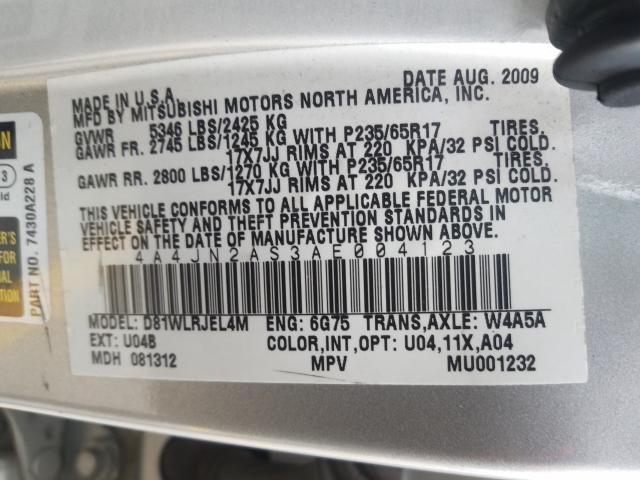 DATE AUG. 2009
MADE IN U.S.A.
MFD BY MITSUBISHI MOTORS NORTH AMERICA, INC.
GVWR 5346 LBS/2425 KG
GAWR FR. 2745 LBS/1245 KG WITH P235/65R17 TIRES,
17X7JJ RIMS AT 220 KPA/32 PSI COLD.
GAWR RR. 2800 LBS/1270 KG WITH P235/65R17 TIRES,
17X7JJ RIMS AT 220 KPA/32 PSI COLD.
THIS VEHICLE CONFORMS TO ALL APPLICABLE FEDERAL MOTOR
VEHICLE SAFETY AND THEFT PREVENTION STANDARDS IN
EFFECT ON THE DATE OF MANUFACTURE SHOWN ABOVE.
4A4JN2AS3AE004123
MODEL: D81WLRJEL4M ENG: 6G75 TRANS,AXLE: W4A5A
EXT: U04B COLOR,INT,OPT: U04,11X,A04
MDH 081312 MPV MU001232
PART NO. 7430A228 A